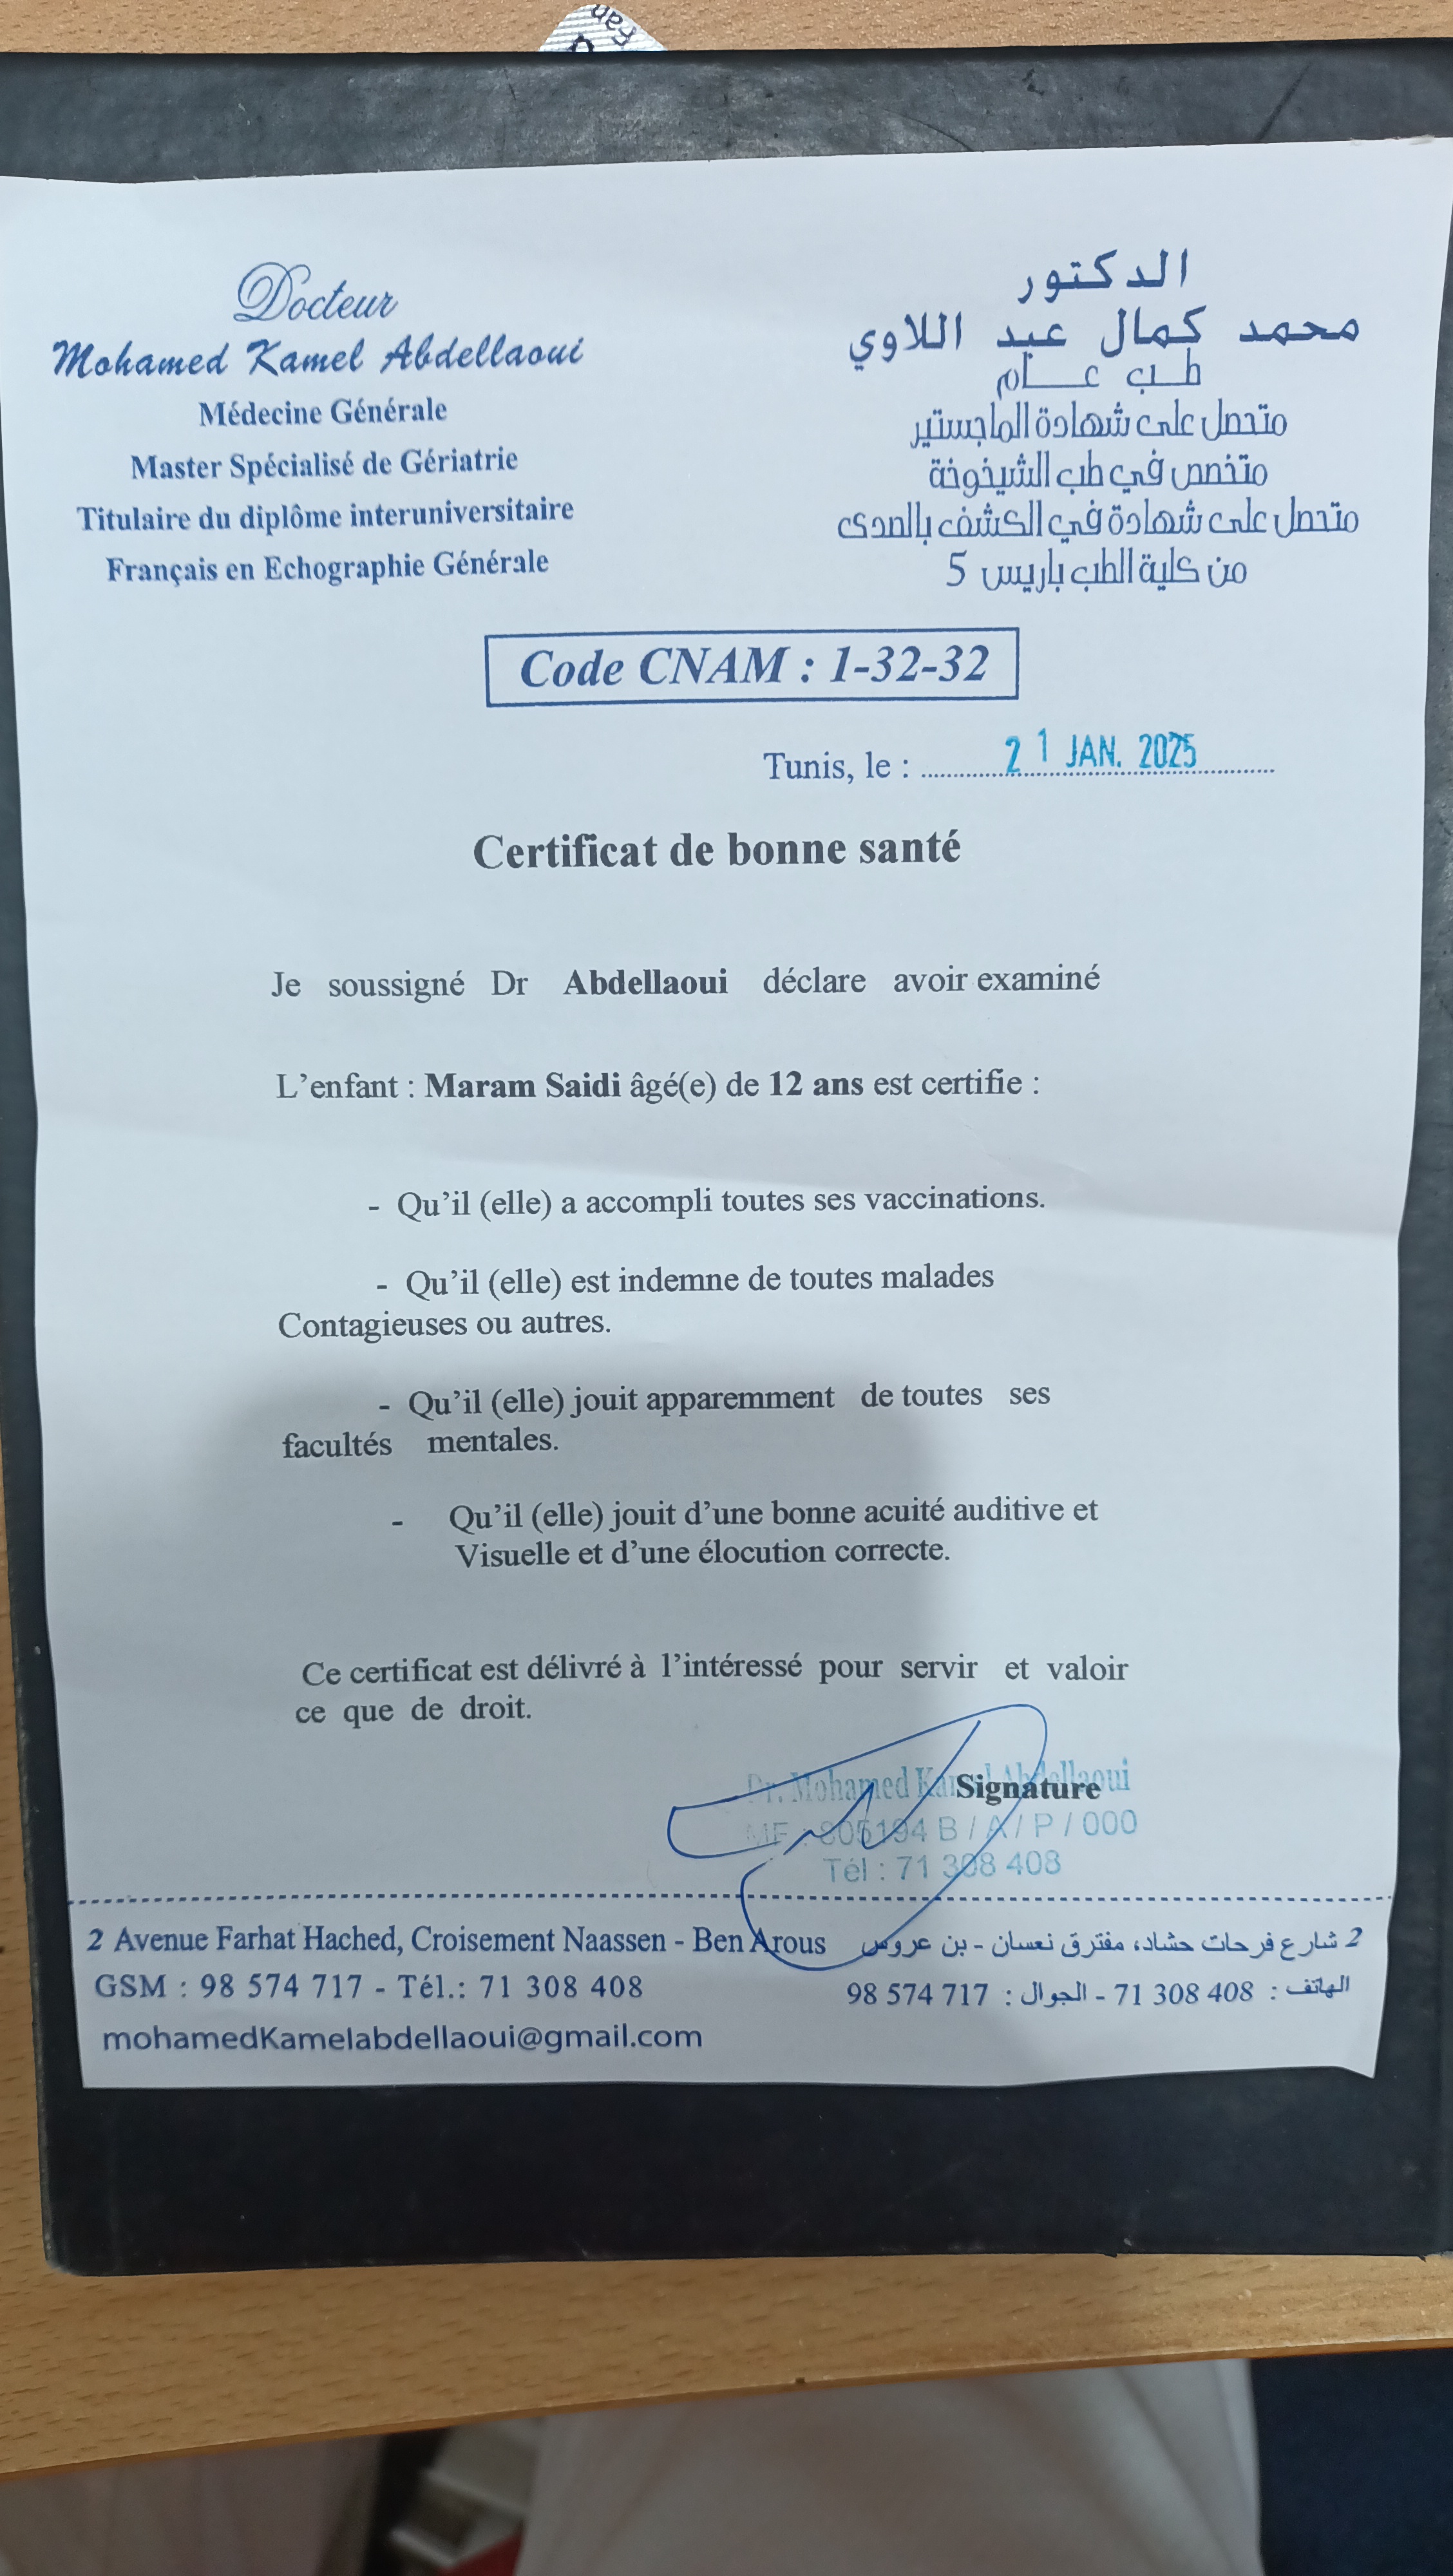 Docteur
Mohamed Kamel Abdellaoui
Médecine Générale
Master Spécialisé de Gériatrie
Titulaire du diplôme interuniversitaire
Français en Echographie Générale
الدكتور
محمد كمال عبد اللاوي
طب عام
متحصل على شهادة الماجستير
متخصص في طب الشيخوخة
متحصل على شهادة في الكشف بالصدى
من كلية الطب باريس 5
Code CNAM : 1-32-32
Tunis, le : 21 JAN. 2025
Certificat de bonne santé
Je soussigné Dr Abdellaoui déclare avoir examiné
L'enfant : Maram Saidi âgé(e) de 12 ans est certifie :
- Qu'il (elle) a accompli toutes ses vaccinations.
- Qu'il (elle) est indemne de toutes malades
Contagieuses ou autres.
- Qu'il (elle) jouit apparemment de toutes ses
facultés mentales.
- Qu'il (elle) jouit d'une bonne acuité auditive et
Visuelle et d'une élocution correcte.
Ce certificat est délivré à l'intéressé pour servir et valoir
ce que de droit.
Signature
Dr. Mohamed Kamel Abdellaoui
MF : 805194 B / A / P / 000
Tél : 71 308 408
2 Avenue Farhat Hached, Croisement Naassen - Ben Arous
GSM : 98 574 717 - Tél.: 71 308 408
mohamedKamelabdellaoui@gmail.com
2 شارع فرحات حشاد، مفترق نعسان - بن عروس
الهاتف : 71 308 408 - الجوال : 98 574 717